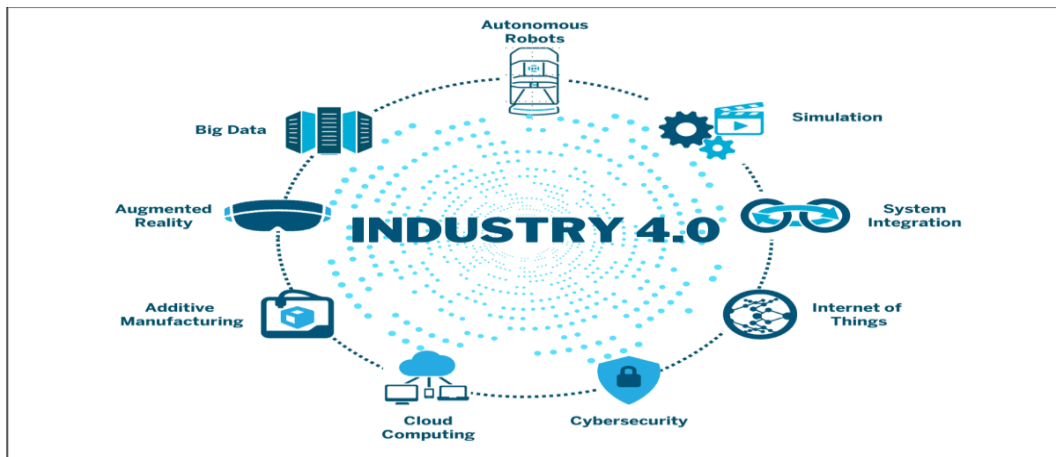 Autonomous
Robots
Simulation
Big Data
Augmented
Reality
INDUSTRY 4.0
System
Integration
Additive
Manufacturing
Internet of
Things
Cloud
Computing
Cybersecurity